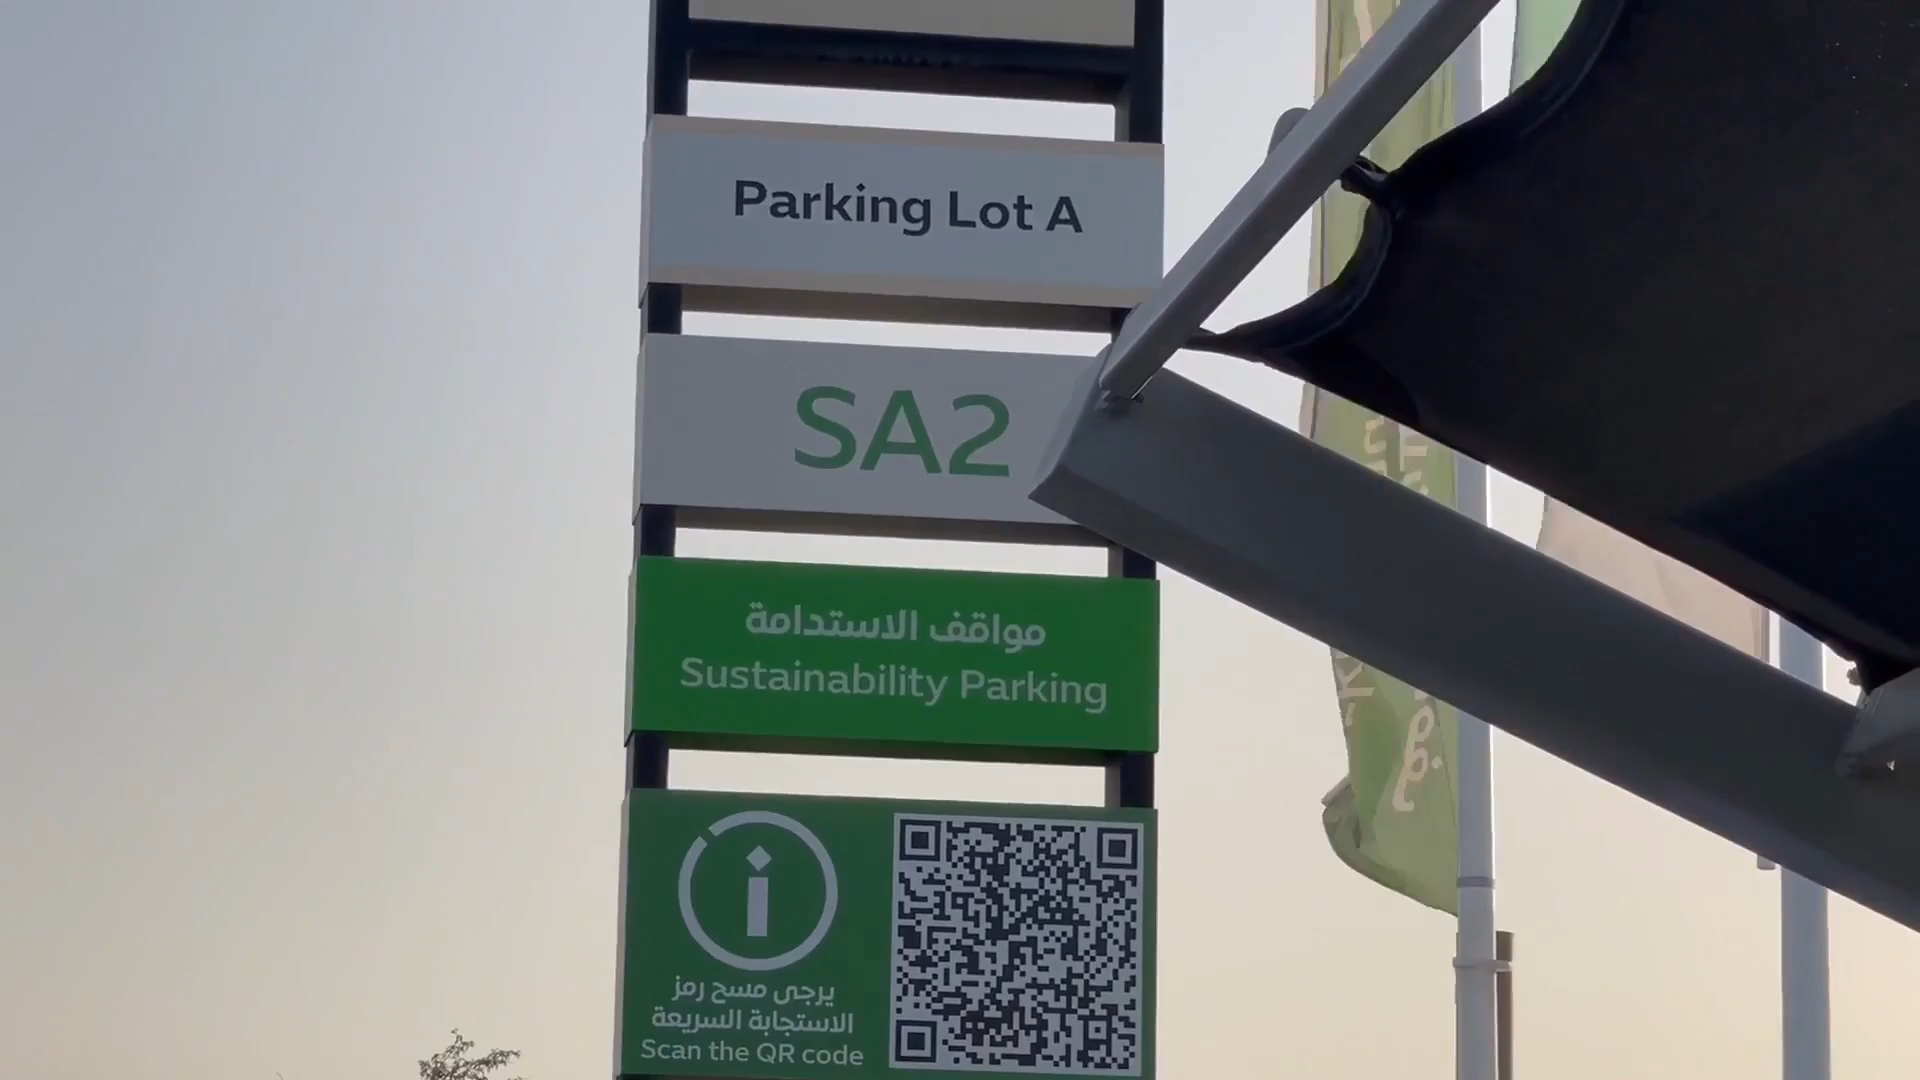 Parking Lot A
SA2
مواقف الاستدامة
Sustainability Parking
يرجى مسح رمز
الاستجابة السريعة
Scan the QR code